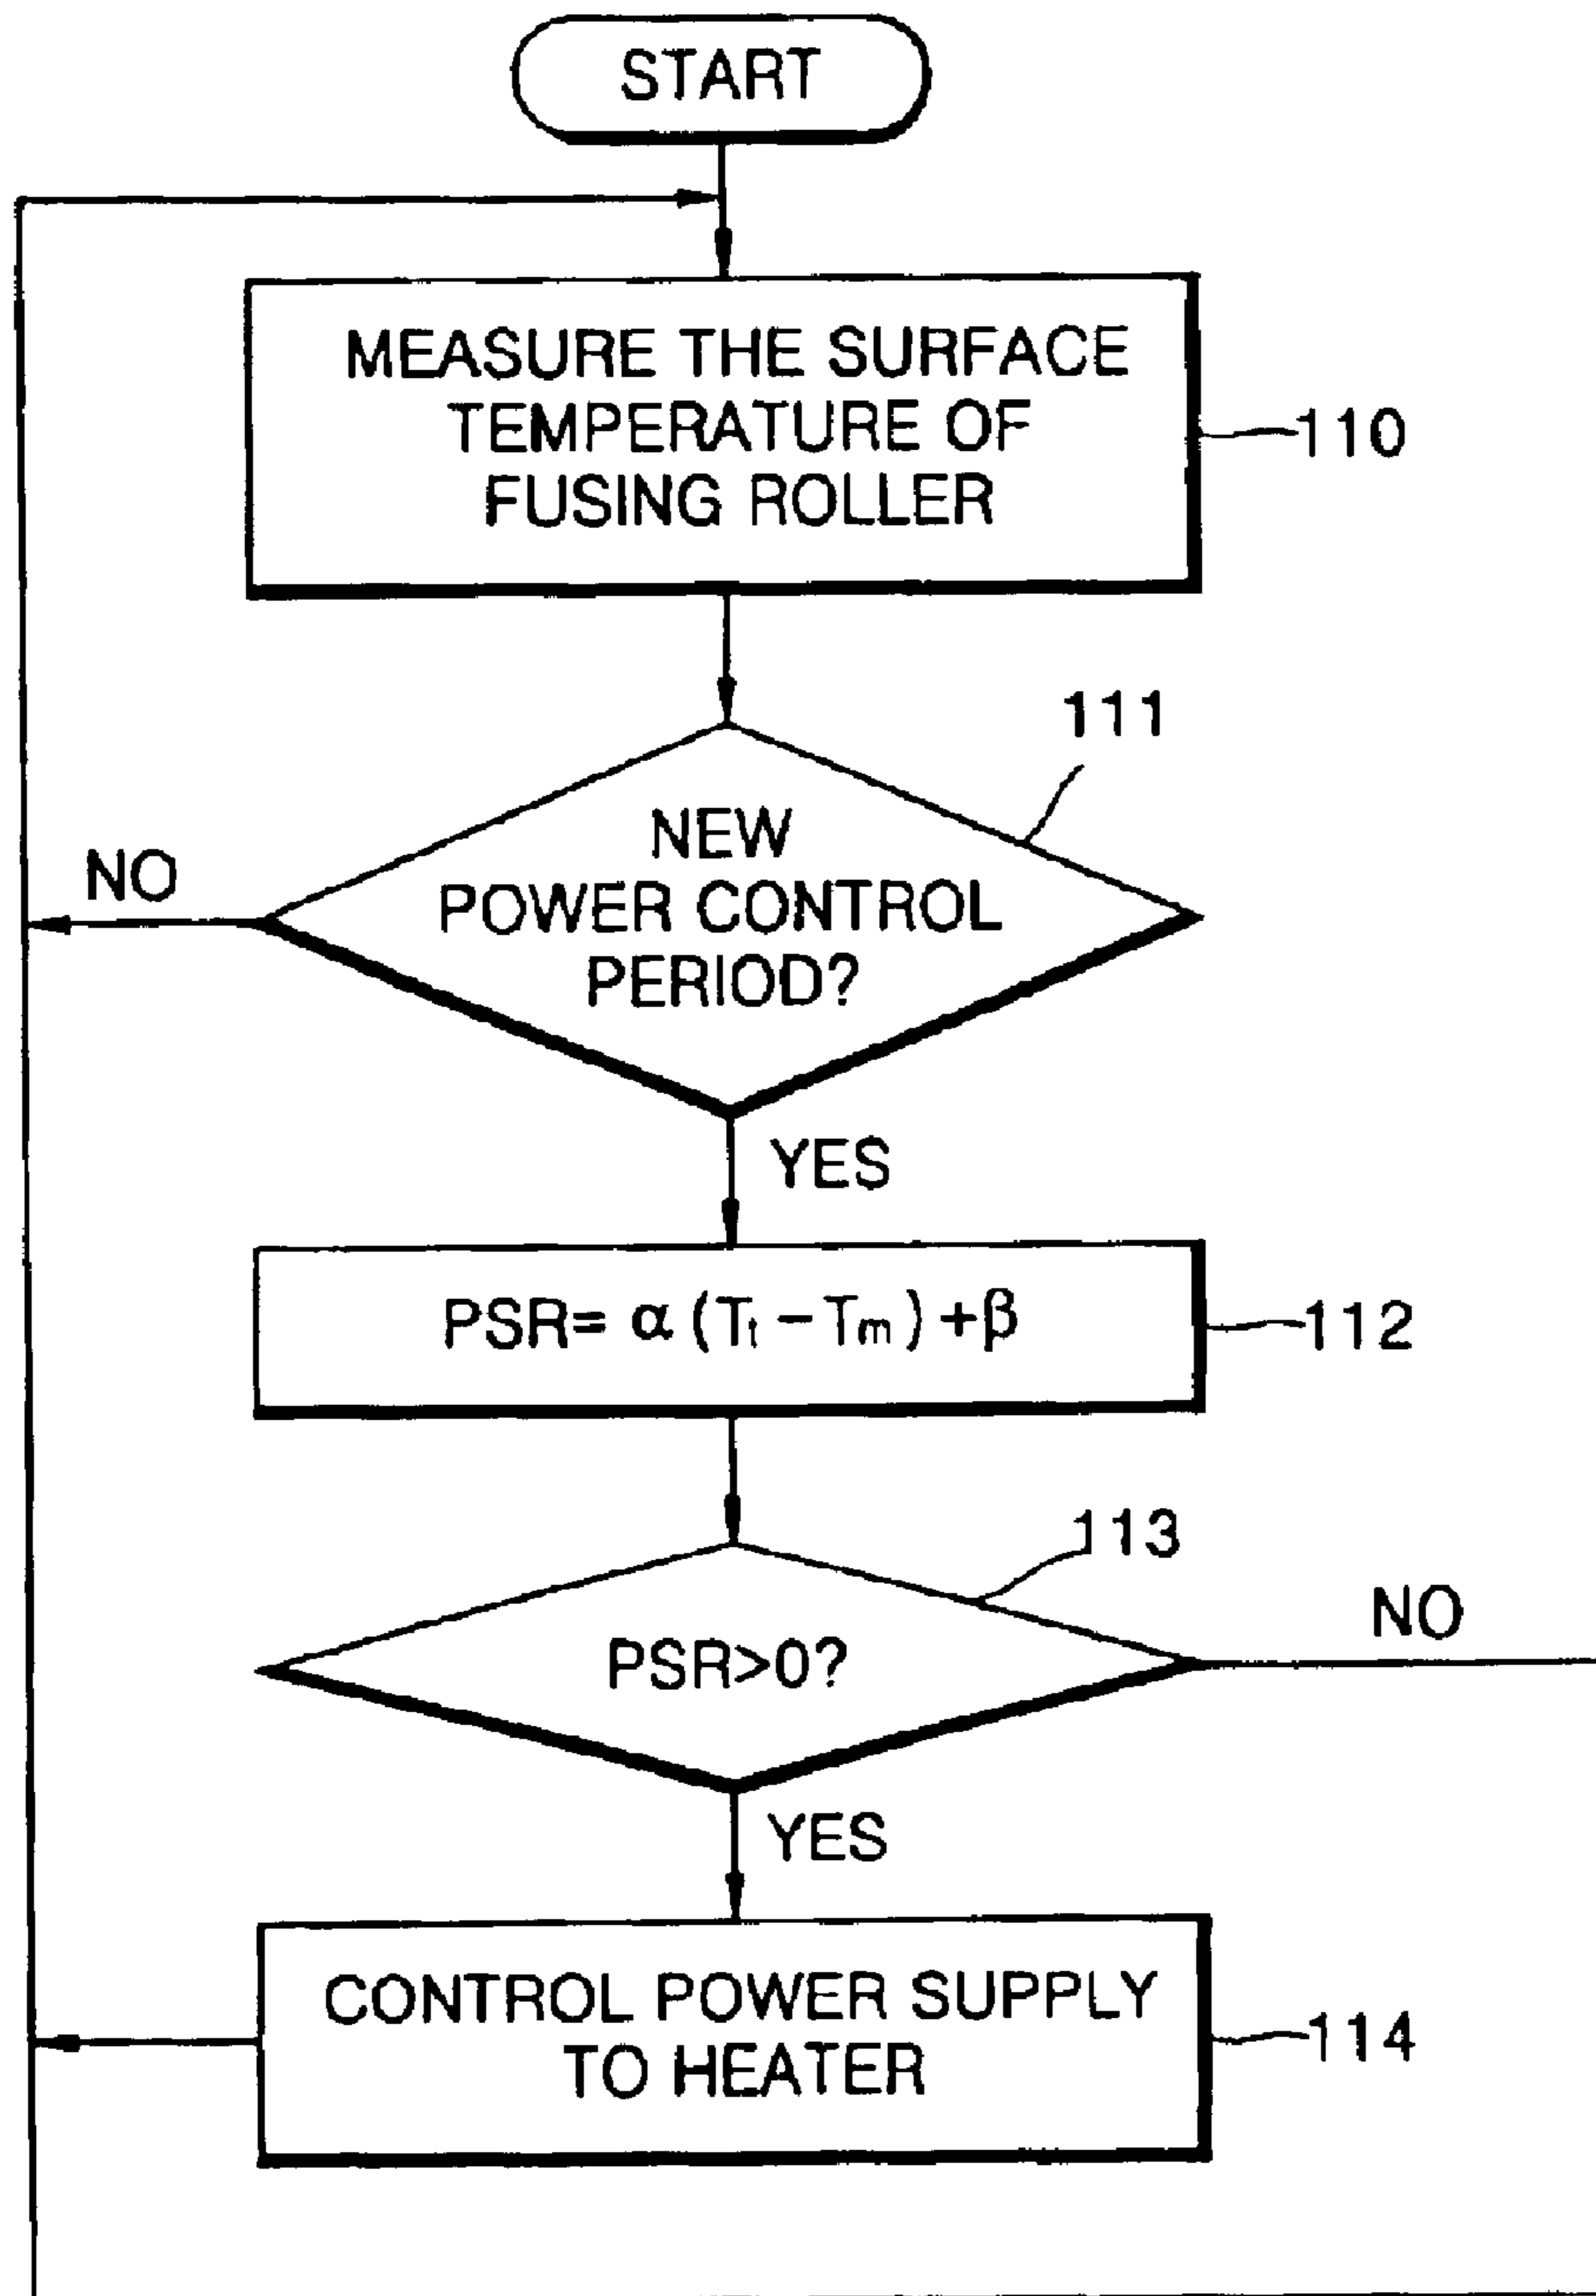 START
MEASURE THE SURFACE
TEMPERATURE OF
FUSING ROLLER
110
111
NEW
POWER CONTROL
PERIOD?
NO
YES
PSR= α (Tt - Tm) +β
112
113
PSR>0?
NO
YES
CONTROL POWER SUPPLY
TO HEATER
114